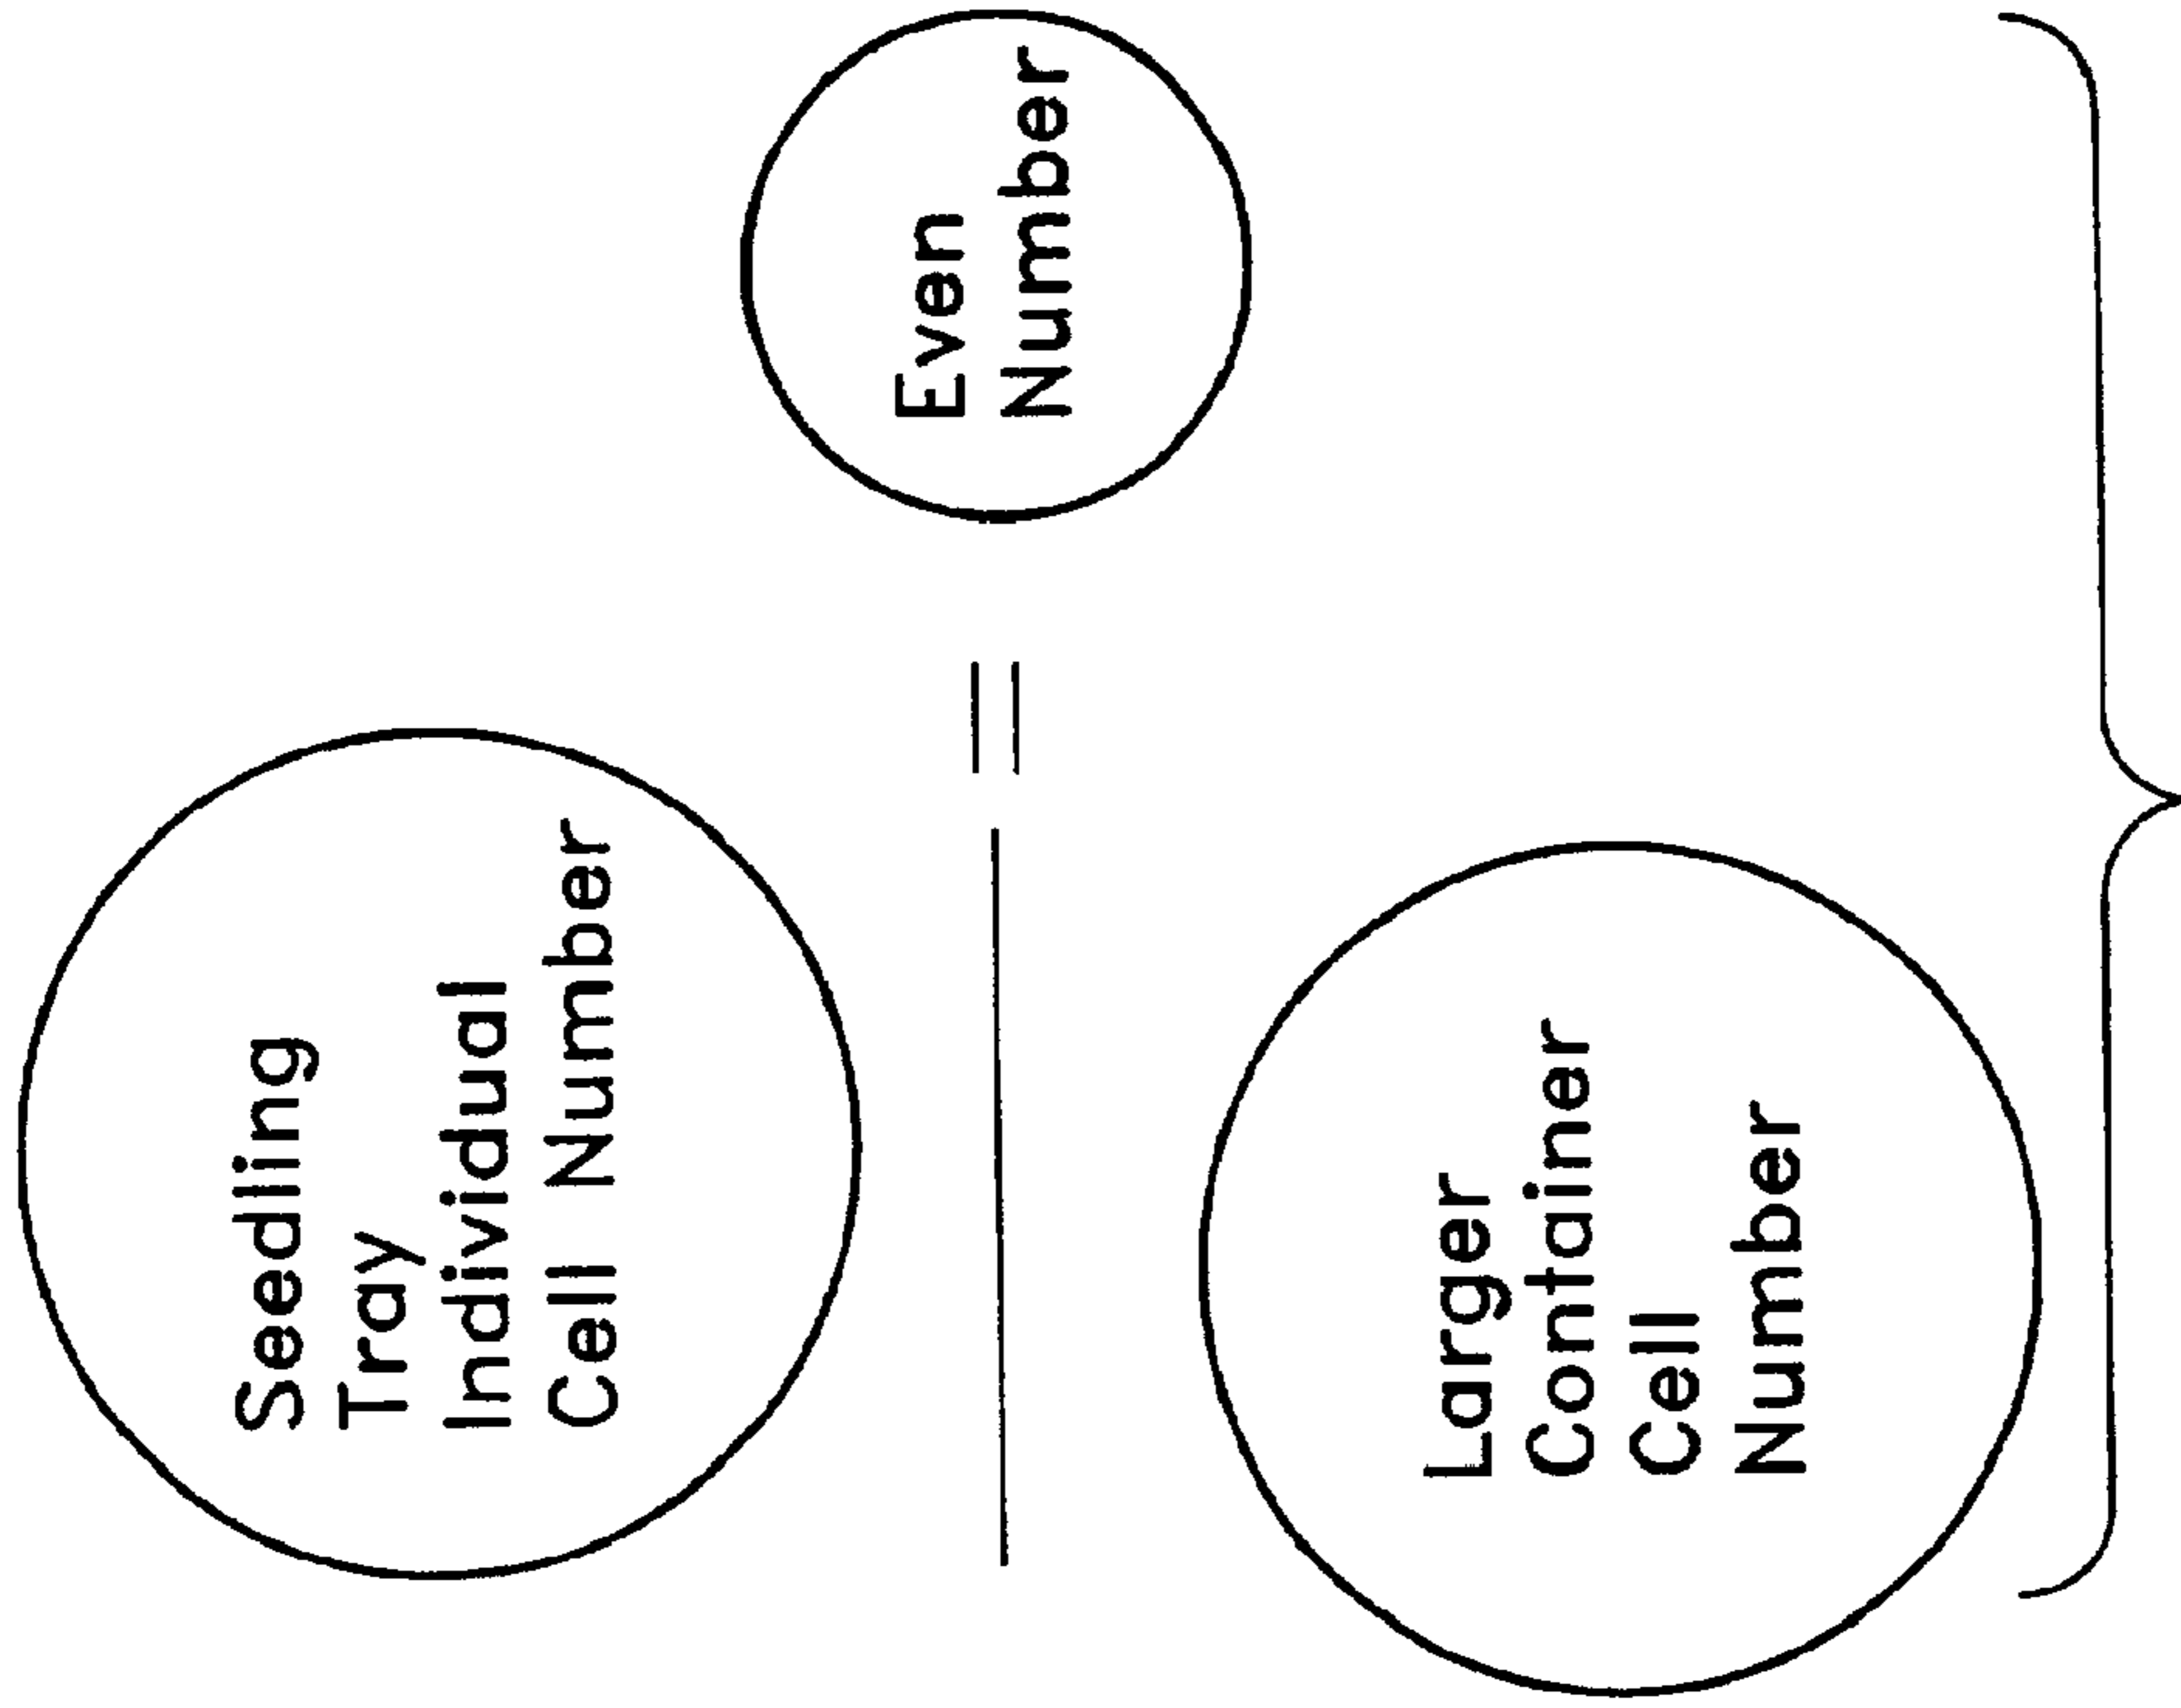 Seedling
Tray
Individual
Cell Number
=
Even
Number
Larger
Container
Cell
Number